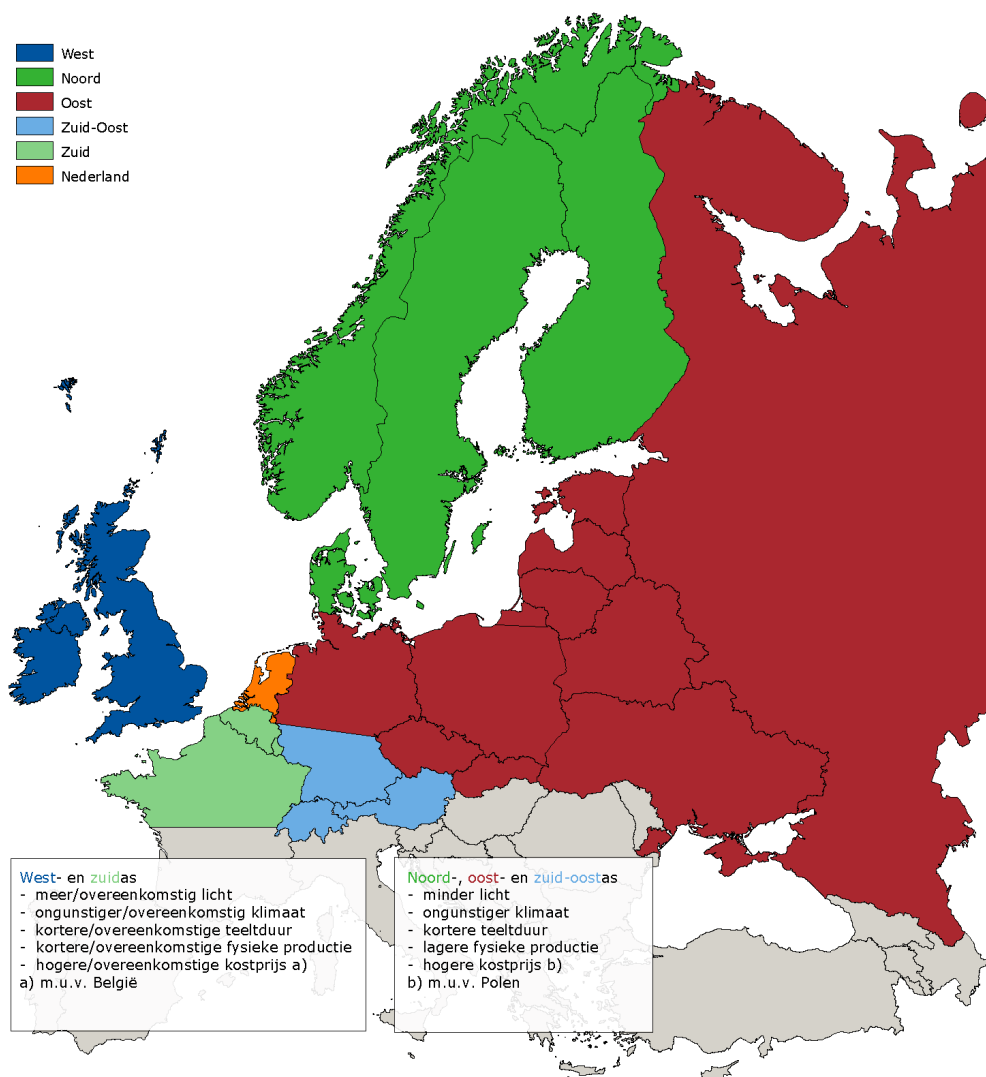 West
Noord
Oost
Zuid-Oost
Zuid
Nederland
West- en zuidas
- meer/overeenkomstig licht
- ongunstiger/overeenkomstig klimaat
- kortere/overeenkomstige teeltduur
- kortere/overeenkomstige fysieke productie
- hogere/overeenkomstige kostprijs a)
a) m.u.v. België
Noord-, oost- en zuid-oostas
- minder licht
- ongunstiger klimaat
- kortere teeltduur
- lagere fysieke productie
- hogere kostprijs b)
b) m.u.v. Polen